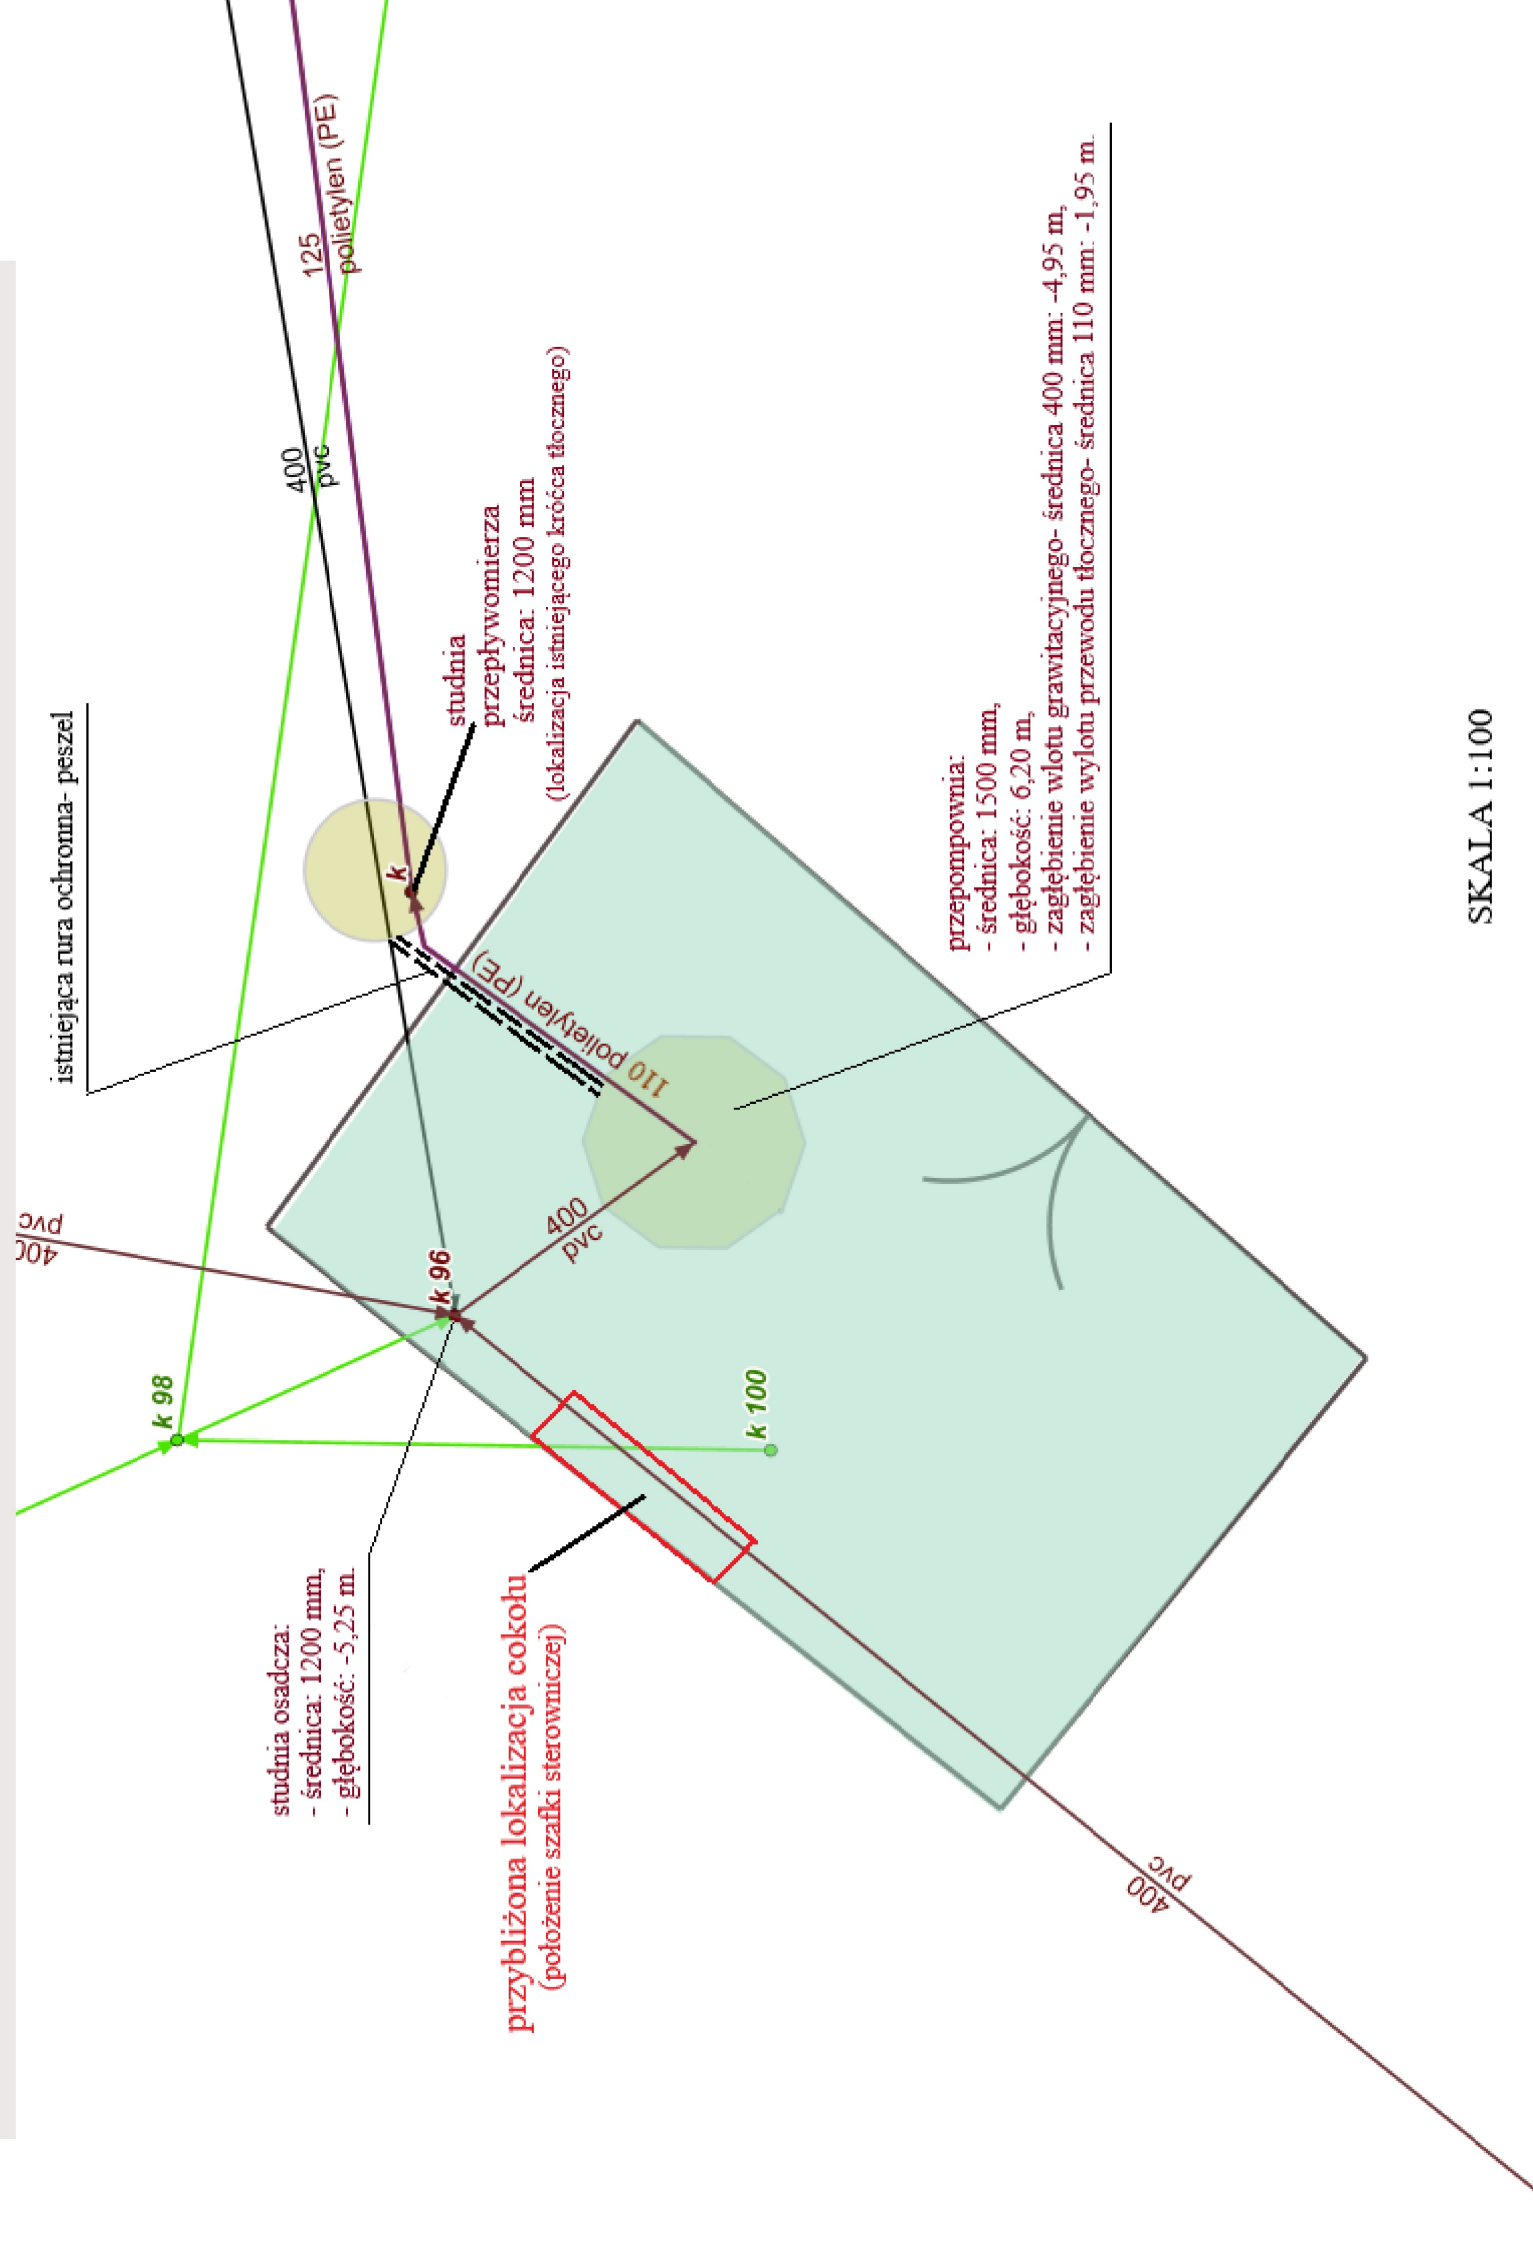 istniejąca rura ochronna- peszel
125
polietylen (PE)
400
pvc
studnia
przepływomierza
średnica: 1200 mm
(lokalizacja istniejącego króćca tłocznego)
k
110 polietylen (PE)
przepompownia:
- średnica: 1500 mm,
- głębokość: 6,20 m,
- zagłębienie wlotu grawitacyjnego- średnica 400 mm: -4,95 m,
- zagłębienie wylotu przewodu tłocznego- średnica 110 mm: -1,95 m.
SKALA 1:100
400
pvc
k 96
400
pvc
k 98
k 100
studnia osadcza:
- średnica: 1200 mm,
- głębokość: -5,25 m.
przybliżona lokalizacja cokołu
(położenie szafki sterowniczej)
400
pvc